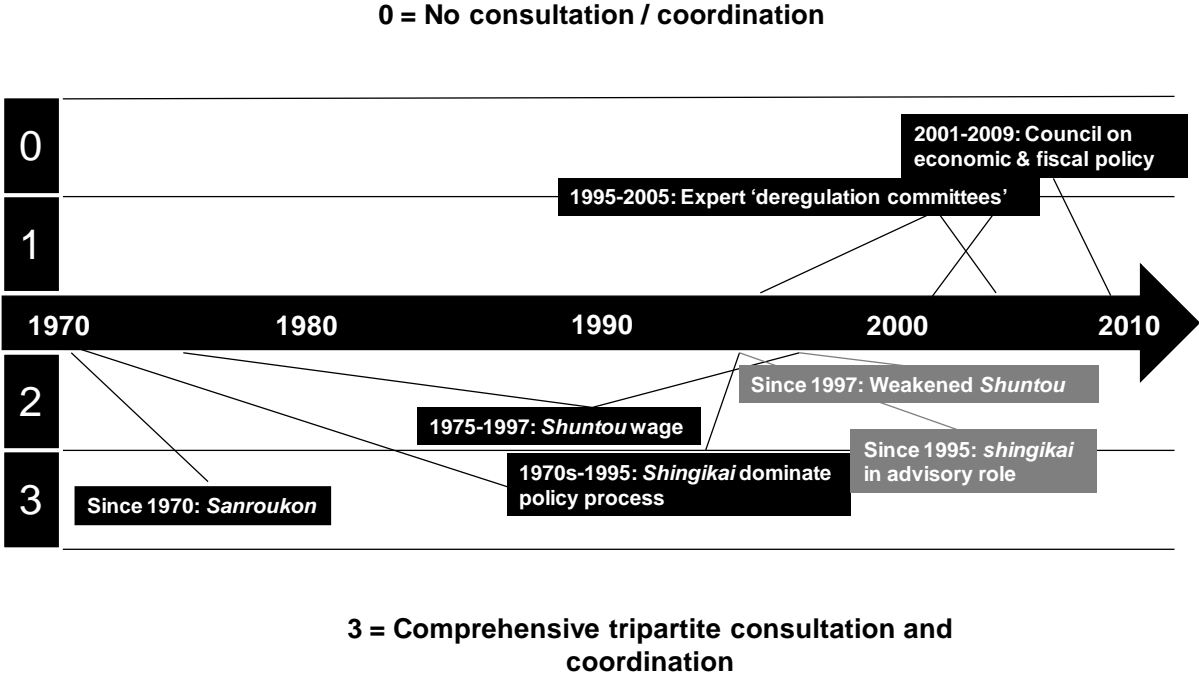 0 = No consultation / coordination
0
2001-2009: Council on
economic & fiscal policy
1995-2005: Expert ‘deregulation committees’
1
1970 1980 1990 2000 2010
2
Since 1997: Weakened Shuntou
1975-1997: Shuntou wage
Since 1995: shingikai
in advisory role
1970s-1995: Shingikai dominate
policy process
3
Since 1970: Sanroukon
3 = Comprehensive tripartite consultation and
coordination